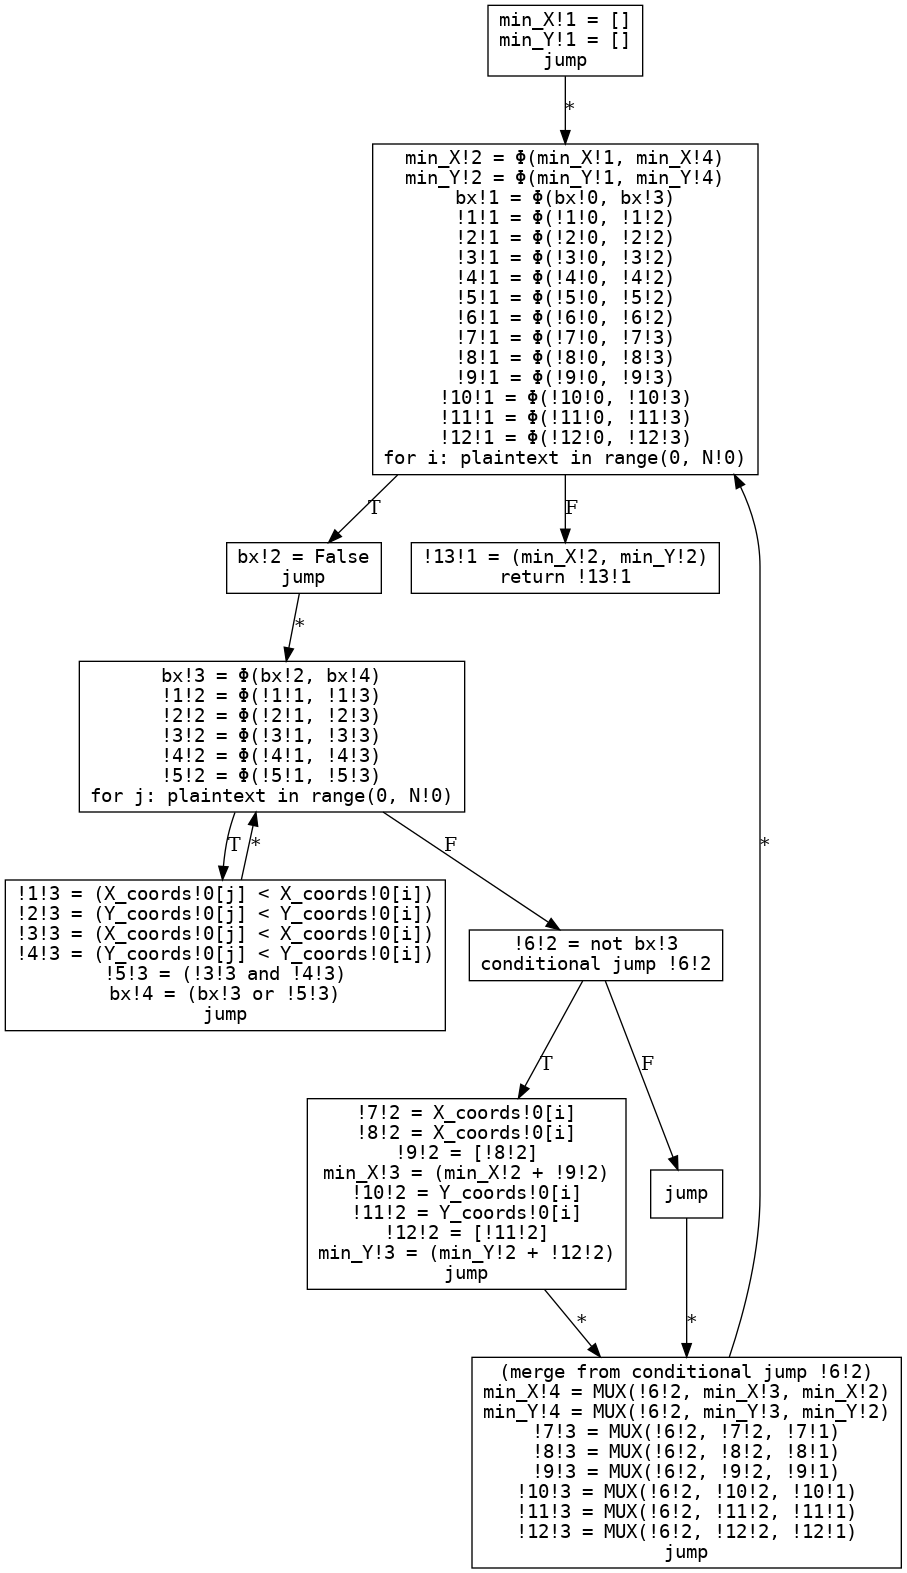 min_X!1 = []
min_Y!1 = []
jump
*
min_X!2 = Φ(min_X!1, min_X!4)
min_Y!2 = Φ(min_Y!1, min_Y!4)
bx!1 = Φ(bx!0, bx!3)
!1!1 = Φ(!1!0, !1!2)
!2!1 = Φ(!2!0, !2!2)
!3!1 = Φ(!3!0, !3!2)
!4!1 = Φ(!4!0, !4!2)
!5!1 = Φ(!5!0, !5!2)
!6!1 = Φ(!6!0, !6!2)
!7!1 = Φ(!7!0, !7!3)
!8!1 = Φ(!8!0, !8!3)
!9!1 = Φ(!9!0, !9!3)
!10!1 = Φ(!10!0, !10!3)
!11!1 = Φ(!11!0, !11!3)
!12!1 = Φ(!12!0, !12!3)
for i: plaintext in range(0, N!0)
T
F
bx!2 = False
jump
!13!1 = (min_X!2, min_Y!2)
return !13!1
*
bx!3 = Φ(bx!2, bx!4)
!1!2 = Φ(!1!1, !1!3)
!2!2 = Φ(!2!1, !2!3)
!3!2 = Φ(!3!1, !3!3)
!4!2 = Φ(!4!1, !4!3)
!5!2 = Φ(!5!1, !5!3)
for j: plaintext in range(0, N!0)
T
*
F
*
!1!3 = (X_coords!0[j] < X_coords!0[i])
!2!3 = (Y_coords!0[j] < Y_coords!0[i])
!3!3 = (X_coords!0[j] < X_coords!0[i])
!4!3 = (Y_coords!0[j] < Y_coords!0[i])
!5!3 = (!3!3 and !4!3)
bx!4 = (bx!3 or !5!3)
jump
!6!2 = not bx!3
conditional jump !6!2
T
F
!7!2 = X_coords!0[i]
!8!2 = X_coords!0[i]
!9!2 = [!8!2]
min_X!3 = (min_X!2 + !9!2)
!10!2 = Y_coords!0[i]
!11!2 = Y_coords!0[i]
!12!2 = [!11!2]
min_Y!3 = (min_Y!2 + !12!2)
jump
jump
*
*
(merge from conditional jump !6!2)
min_X!4 = MUX(!6!2, min_X!3, min_X!2)
min_Y!4 = MUX(!6!2, min_Y!3, min_Y!2)
!7!3 = MUX(!6!2, !7!2, !7!1)
!8!3 = MUX(!6!2, !8!2, !8!1)
!9!3 = MUX(!6!2, !9!2, !9!1)
!10!3 = MUX(!6!2, !10!2, !10!1)
!11!3 = MUX(!6!2, !11!2, !11!1)
!12!3 = MUX(!6!2, !12!2, !12!1)
jump